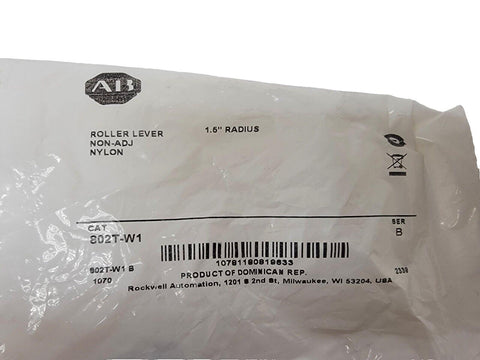 AB
ROLLER LEVER 1.5" RADIUS
NON-ADJ
NYLON
CAT SER
802T-W1 B
10781180819633
802T-W1 B PRODUCT OF DOMINICAN REP. 2339
1070 Rockwell Automation, 1201 S 2nd St, Milwaukee, WI 53204, USA